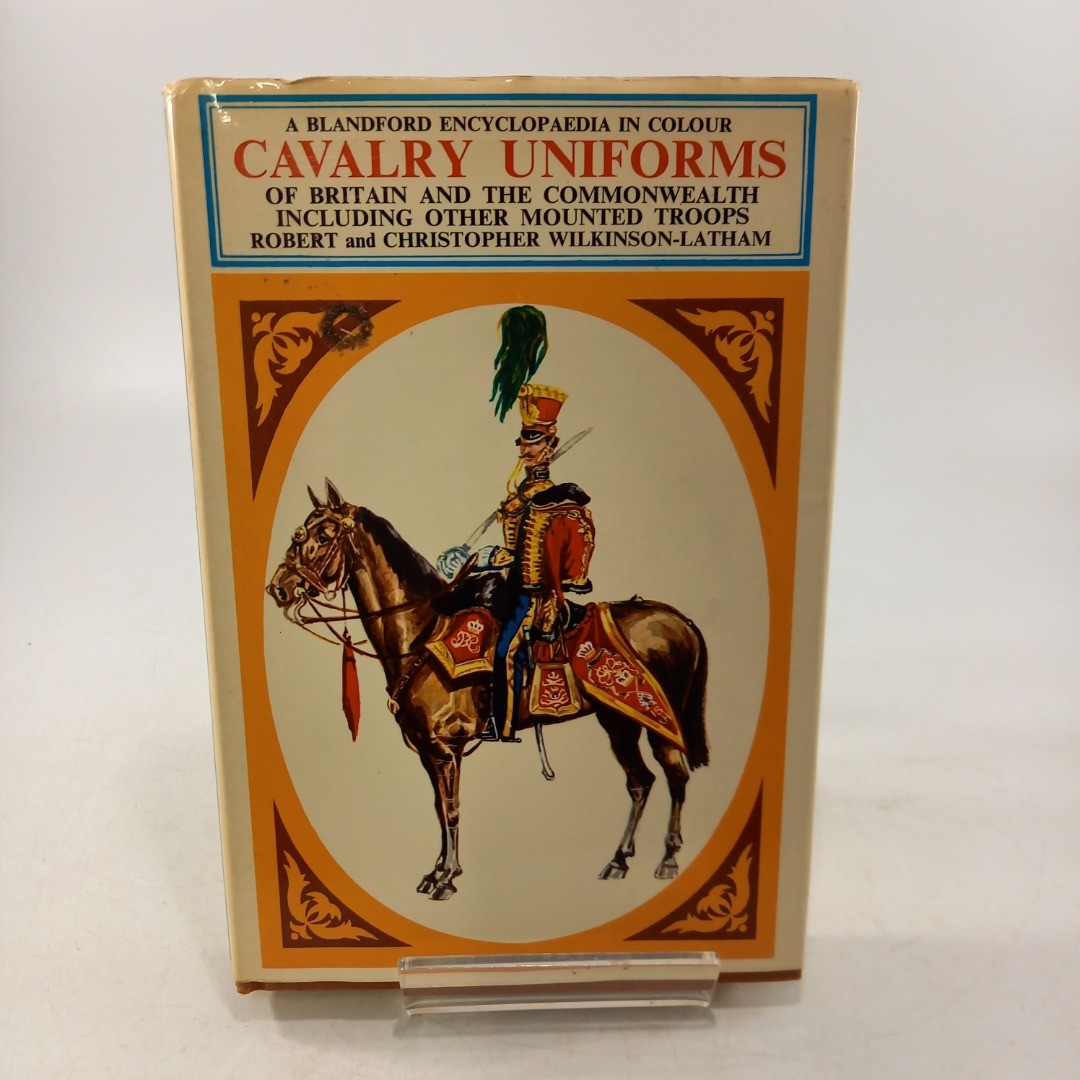 A BLANDFORD ENCYCLOPAEDIA IN COLOUR
CAVALRY UNIFORMS
OF BRITAIN AND THE COMMONWEALTH
INCLUDING OTHER MOUNTED TROOPS
ROBERT and CHRISTOPHER WILKINSON-LATHAM